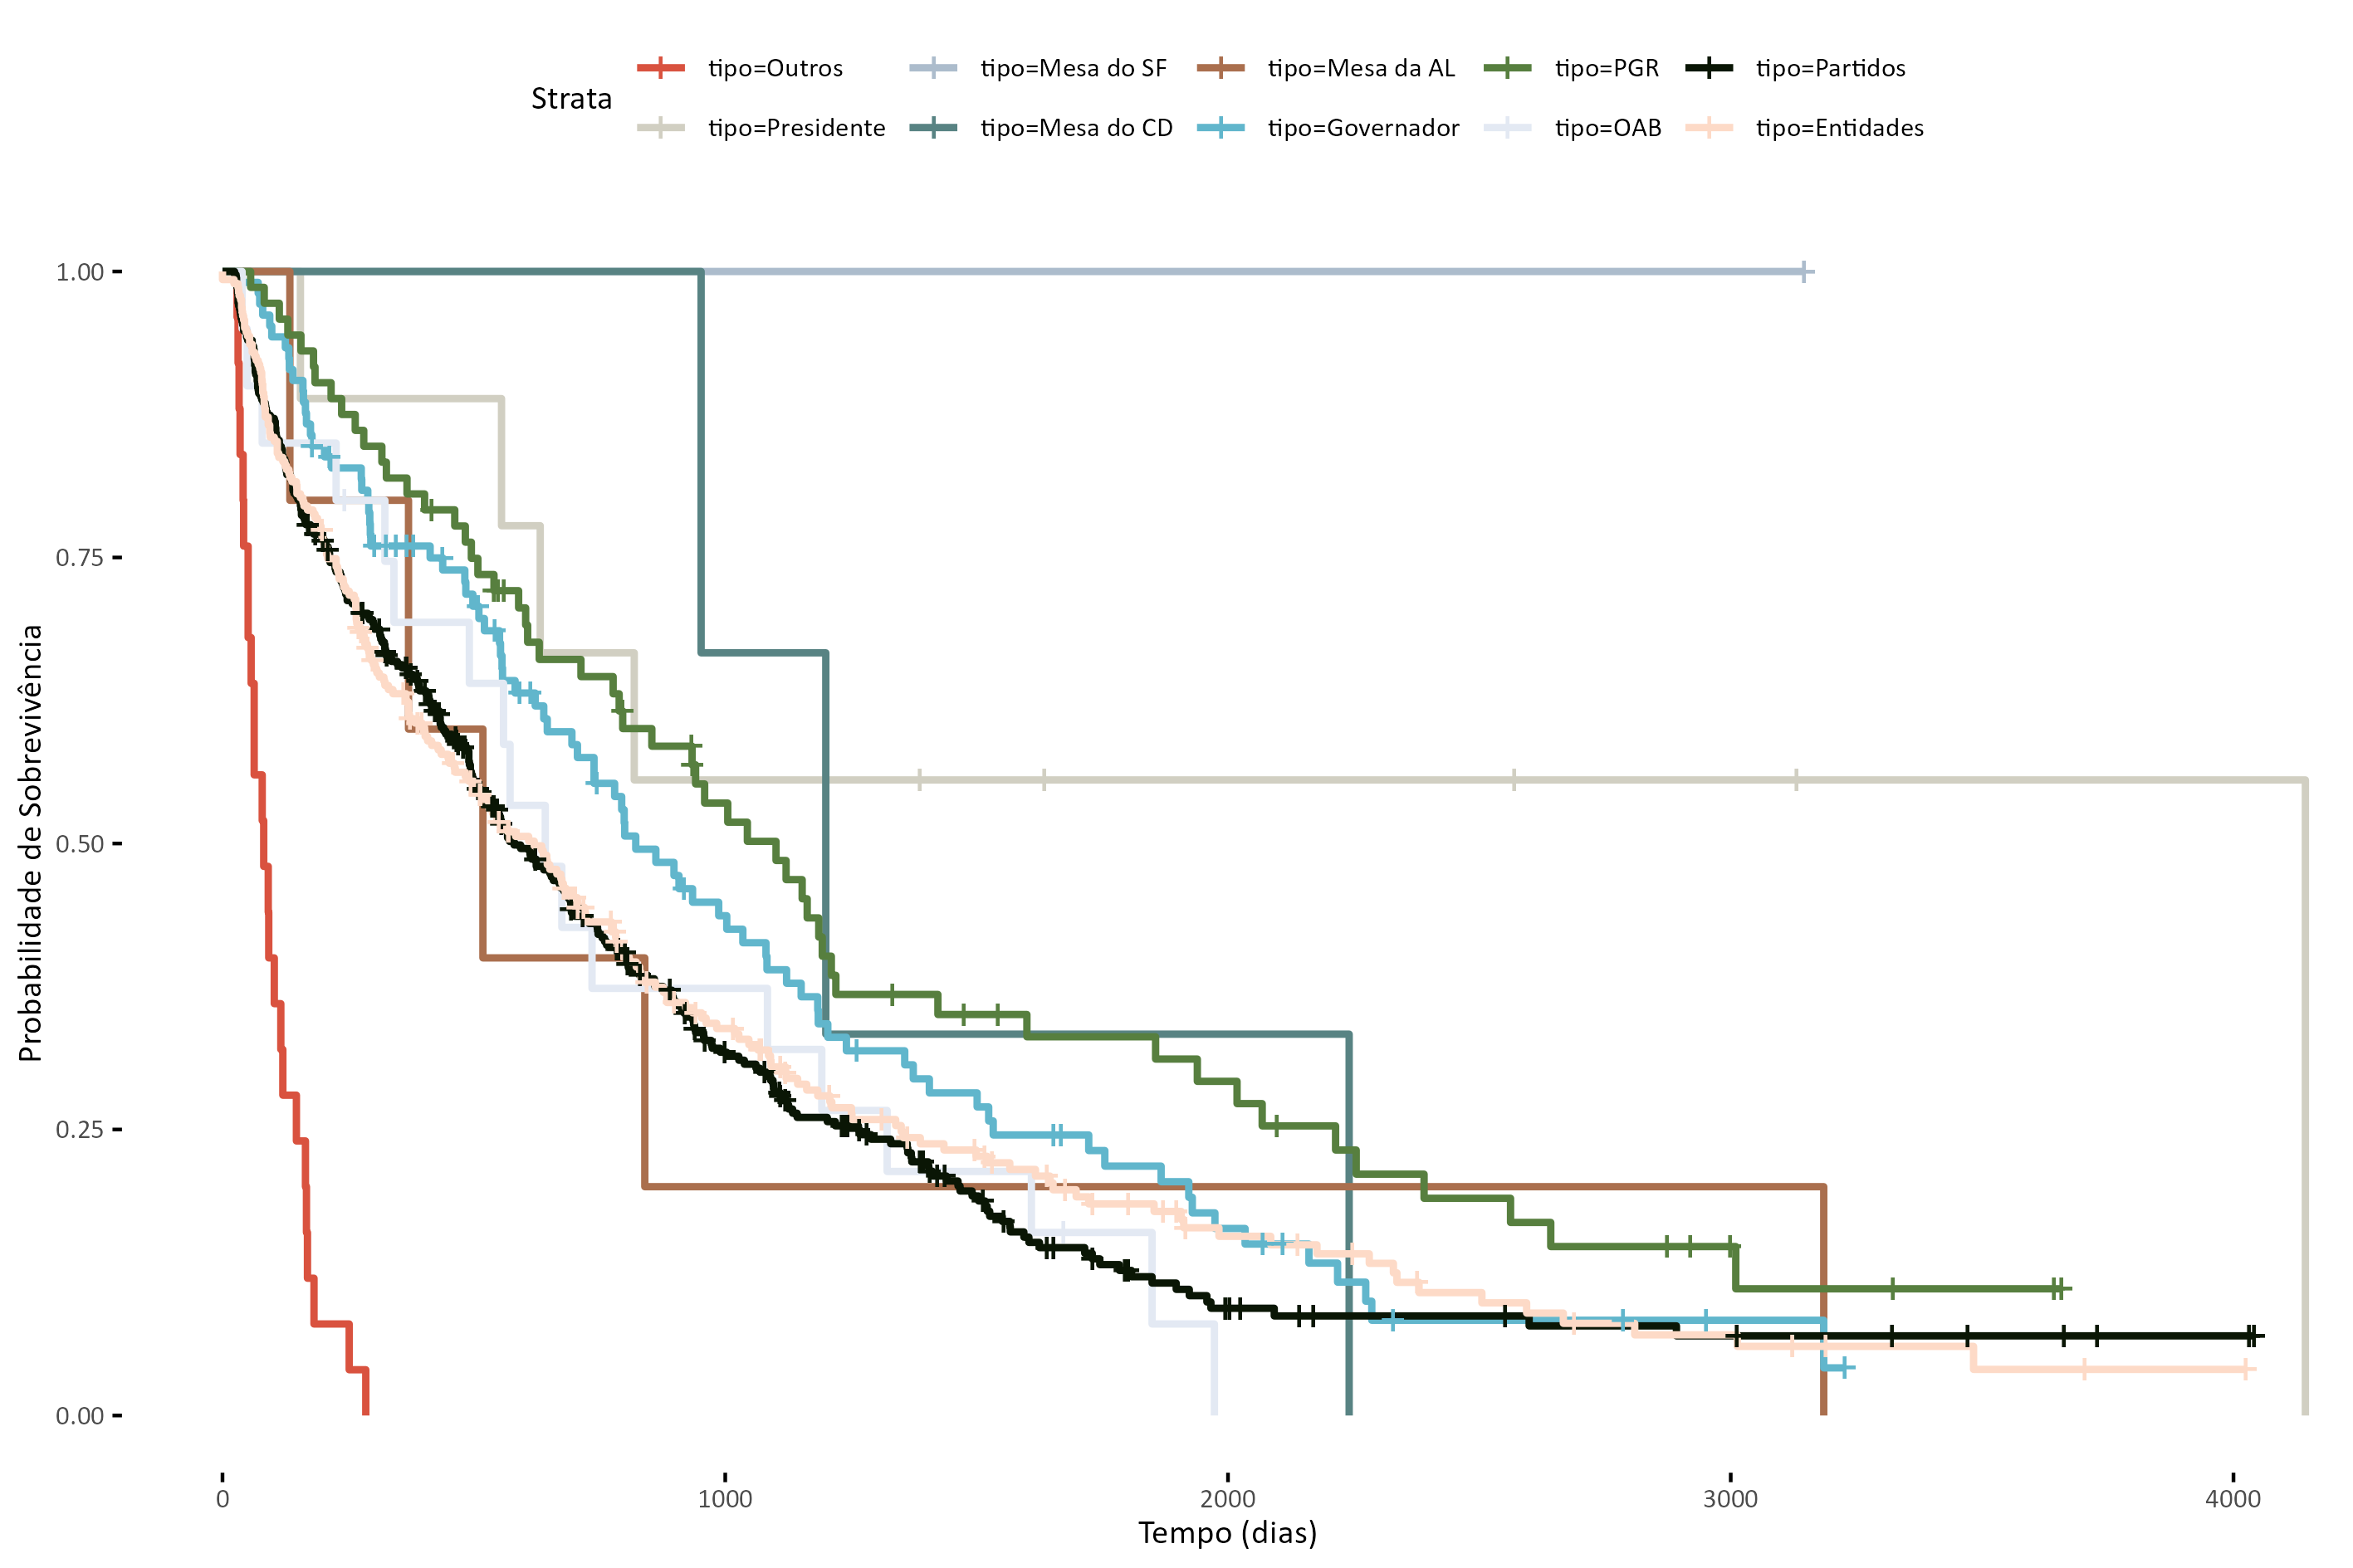 Strata
tipo=Outros tipo=Mesa do SF tipo=Mesa da AL tipo=PGR tipo=Partidos
tipo=Presidente tipo=Mesa do CD tipo=Governador tipo=OAB tipo=Entidades
Probabilidade de Sobrevivência
1.00
0.75
0.50
0.25
0.00
0 1000 2000 3000 4000
Tempo (dias)